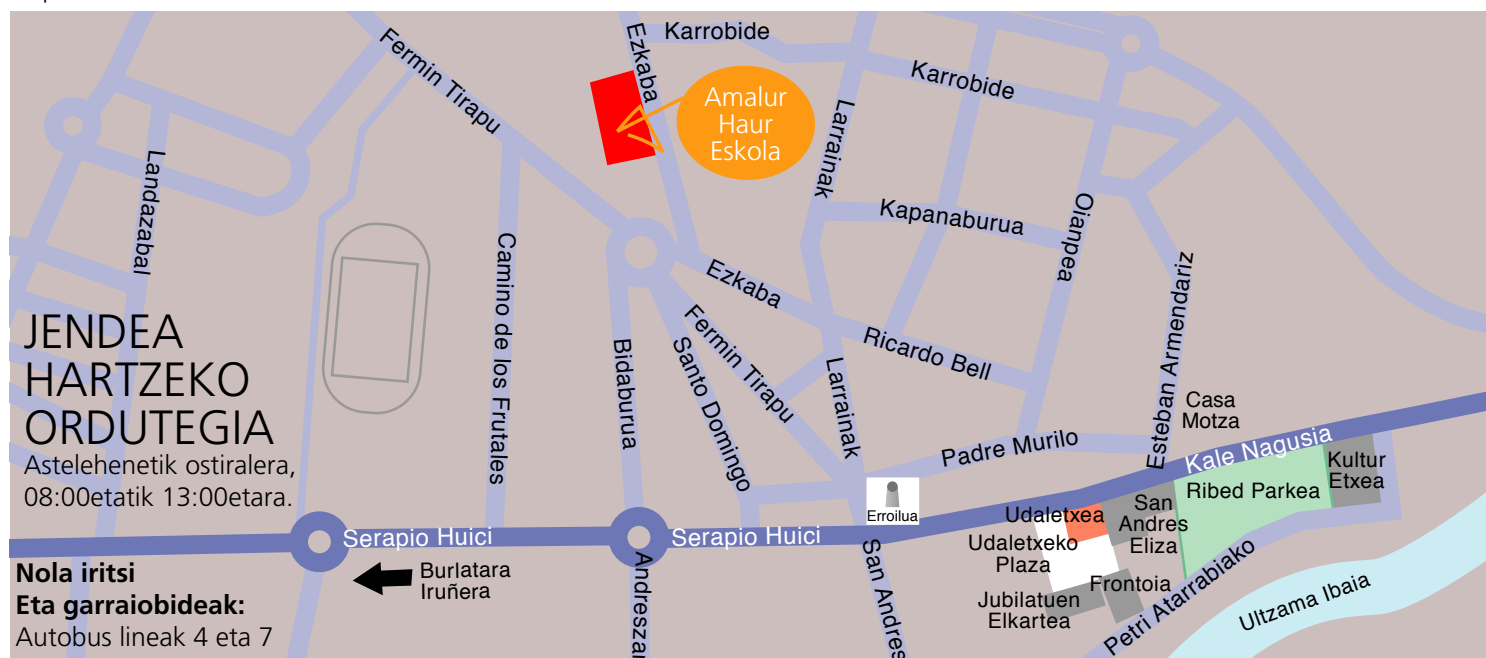 Karrobide
Ezkaba
Fermin Tirapu
Amalur
Haur
Eskola
Karrobide
Larrainak
Landazabal
Kapanaburua
Oianpea
Camino de los Frutales
Ezkaba
Esteban Armendariz
JENDEA
HARTZEKO
ORDUTEGIA
Astelehenetik ostiralera,
08:00etatik 13:00etara.
Bidaburua
Santo Domingo
Fermin Tirapu
Ricardo Bell
Larrainak
Casa
Motza
Padre Murilo
Kale Nagusia
Kultur
Etxea
Ribed Parkea
Erroilua
Udaletxea
San
Andres
Eliza
Serapio Huici
Serapio Huici
Udaletxeko
Plaza
Nola iritsi
Eta garraiobideak:
Autobus lineak 4 eta 7
Burlatara
Iruñera
Andreszar
San Andres
Frontoia
Jubilatuen
Elkartea
Petri Atarrabiako
Ultzama Ibaia